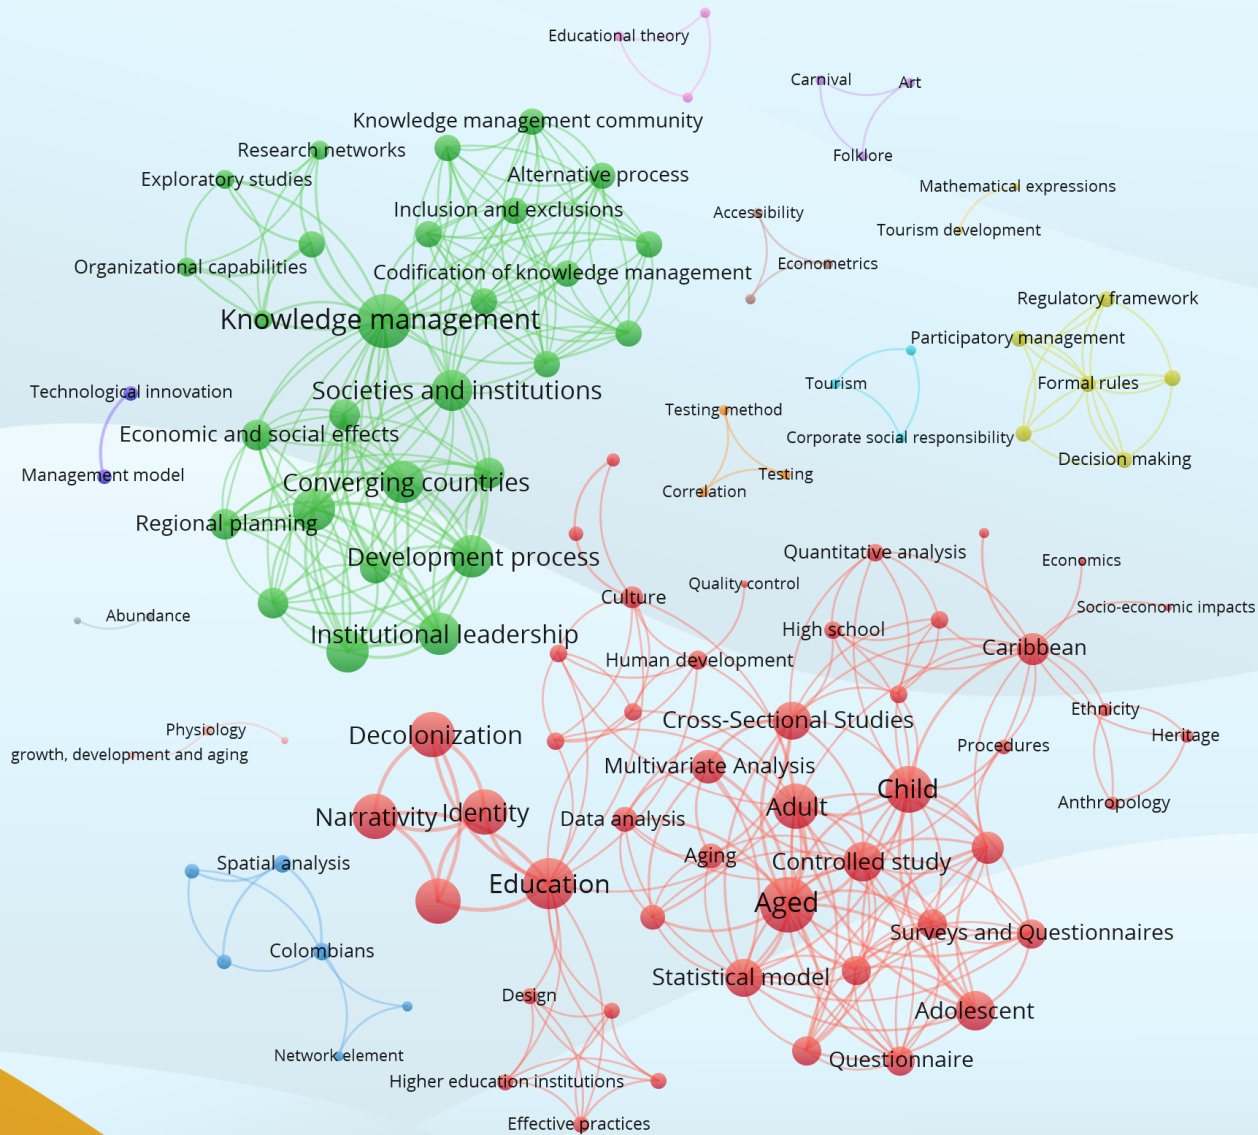 Educational theory
Carnival
Art
Knowledge management community
Research networks
Folklore
Exploratory studies
Alternative process
Mathematical expressions
Inclusion and exclusions
Accessibility
Tourism development
Organizational capabilities
Codification of knowledge management
Econometrics
Regulatory framework
Knowledge management
Participatory management
Technological innovation
Societies and institutions
Tourism
Formal rules
Testing method
Economic and social effects
Corporate social responsibility
Management model
Converging countries
Testing
Decision making
Correlation
Regional planning
Development process
Quantitative analysis
Economics
Quality control
Culture
Socio-economic impacts
Abundance
Institutional leadership
High school
Caribbean
Human development
Physiology
Decolonization
Cross-Sectional Studies
Ethnicity
Heritage
growth, development and aging
Multivariate Analysis
Procedures
Narrativity
Identity
Data analysis
Adult
Child
Anthropology
Spatial analysis
Aging
Controlled study
Education
Aged
Colombians
Surveys and Questionnaires
Statistical model
Design
Adolescent
Network element
Questionnaire
Higher education institutions
Effective practices